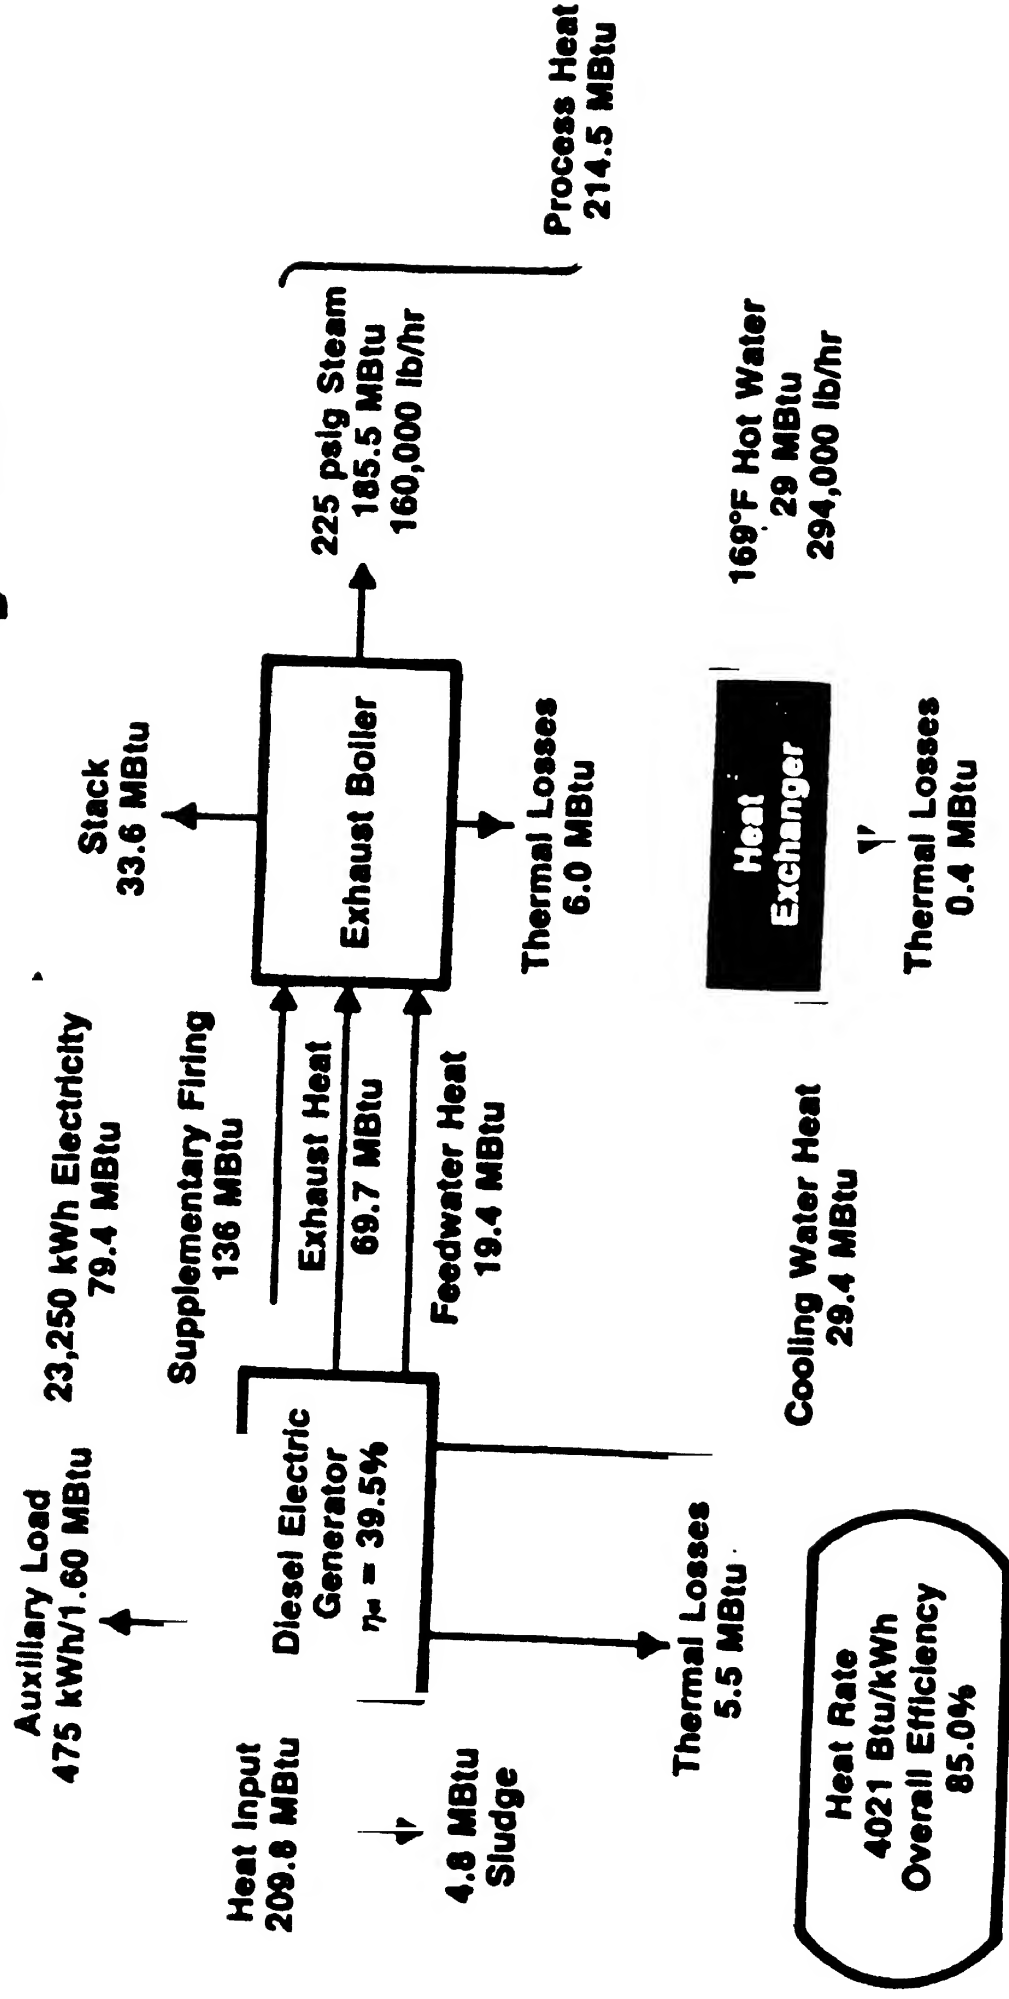 Auxiliary Load
475 kWh/1.60 MBtu
23,250 kWh Electricity
79.4 MBtu
Stack
33.6 MBtu
Supplementary Firing
136 MBtu
Heat Input
209.8 MBtu
Diesel Electric
Generator
ηel = 39.5%
Exhaust Heat
69.7 MBtu
Feedwater Heat
19.4 MBtu
Exhaust Boiler
225 psig Steam
185.5 MBtu
160,000 lb/hr
4.8 MBtu
Sludge
Thermal Losses
6.0 MBtu
Process Heat
214.5 MBtu
Thermal Losses
5.5 MBtu
Cooling Water Heat
29.4 MBtu
Heat
Exchanger
169°F Hot Water
29 MBtu
294,000 lb/hr
Heat Rate
4021 Btu/kWh
Overall Efficiency
85.0%
Thermal Losses
0.4 MBtu